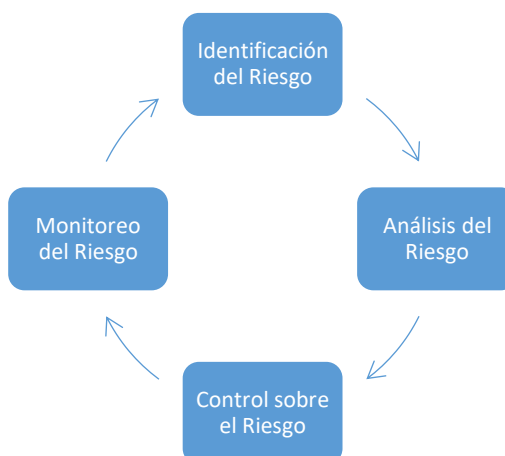 Identificación
del Riesgo
Análisis del
Riesgo
Control sobre
el Riesgo
Monitoreo
del Riesgo